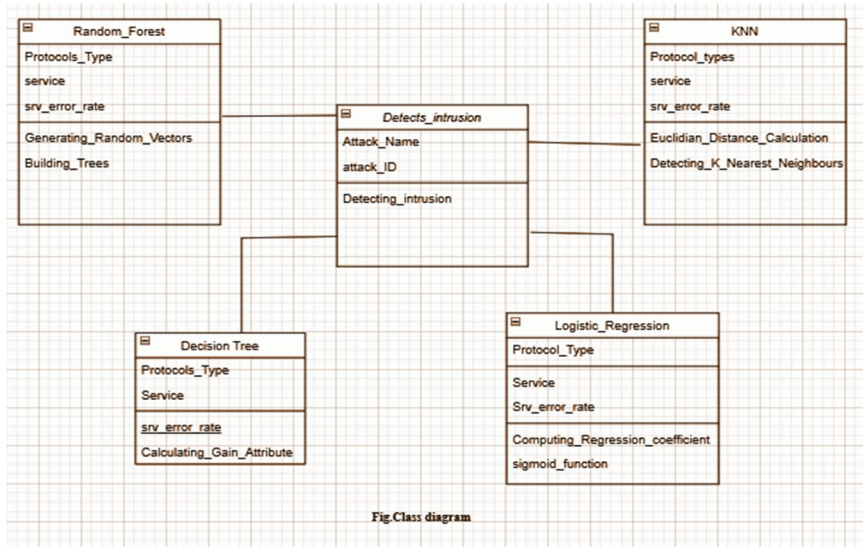 Random_Forest
Protocols_Type
service
srv_error_rate
Generating_Random_Vectors
Building_Trees
KNN
Protocol_types
service
srv_error_rate
Euclidian_Distance_Calculation
Detecting_K_Nearest_Neighbours
Detects_intrusion
Attack_Name
attack_ID
Detecting_intrusion
Decision Tree
Protocols_Type
Service
srv_error_rate
Calculating_Gain_Attribute
Logistic_Regression
Protocol_Type
Service
Srv_error_rate
Computing_Regression_coefficient
sigmoid_function
Fig.Class diagram